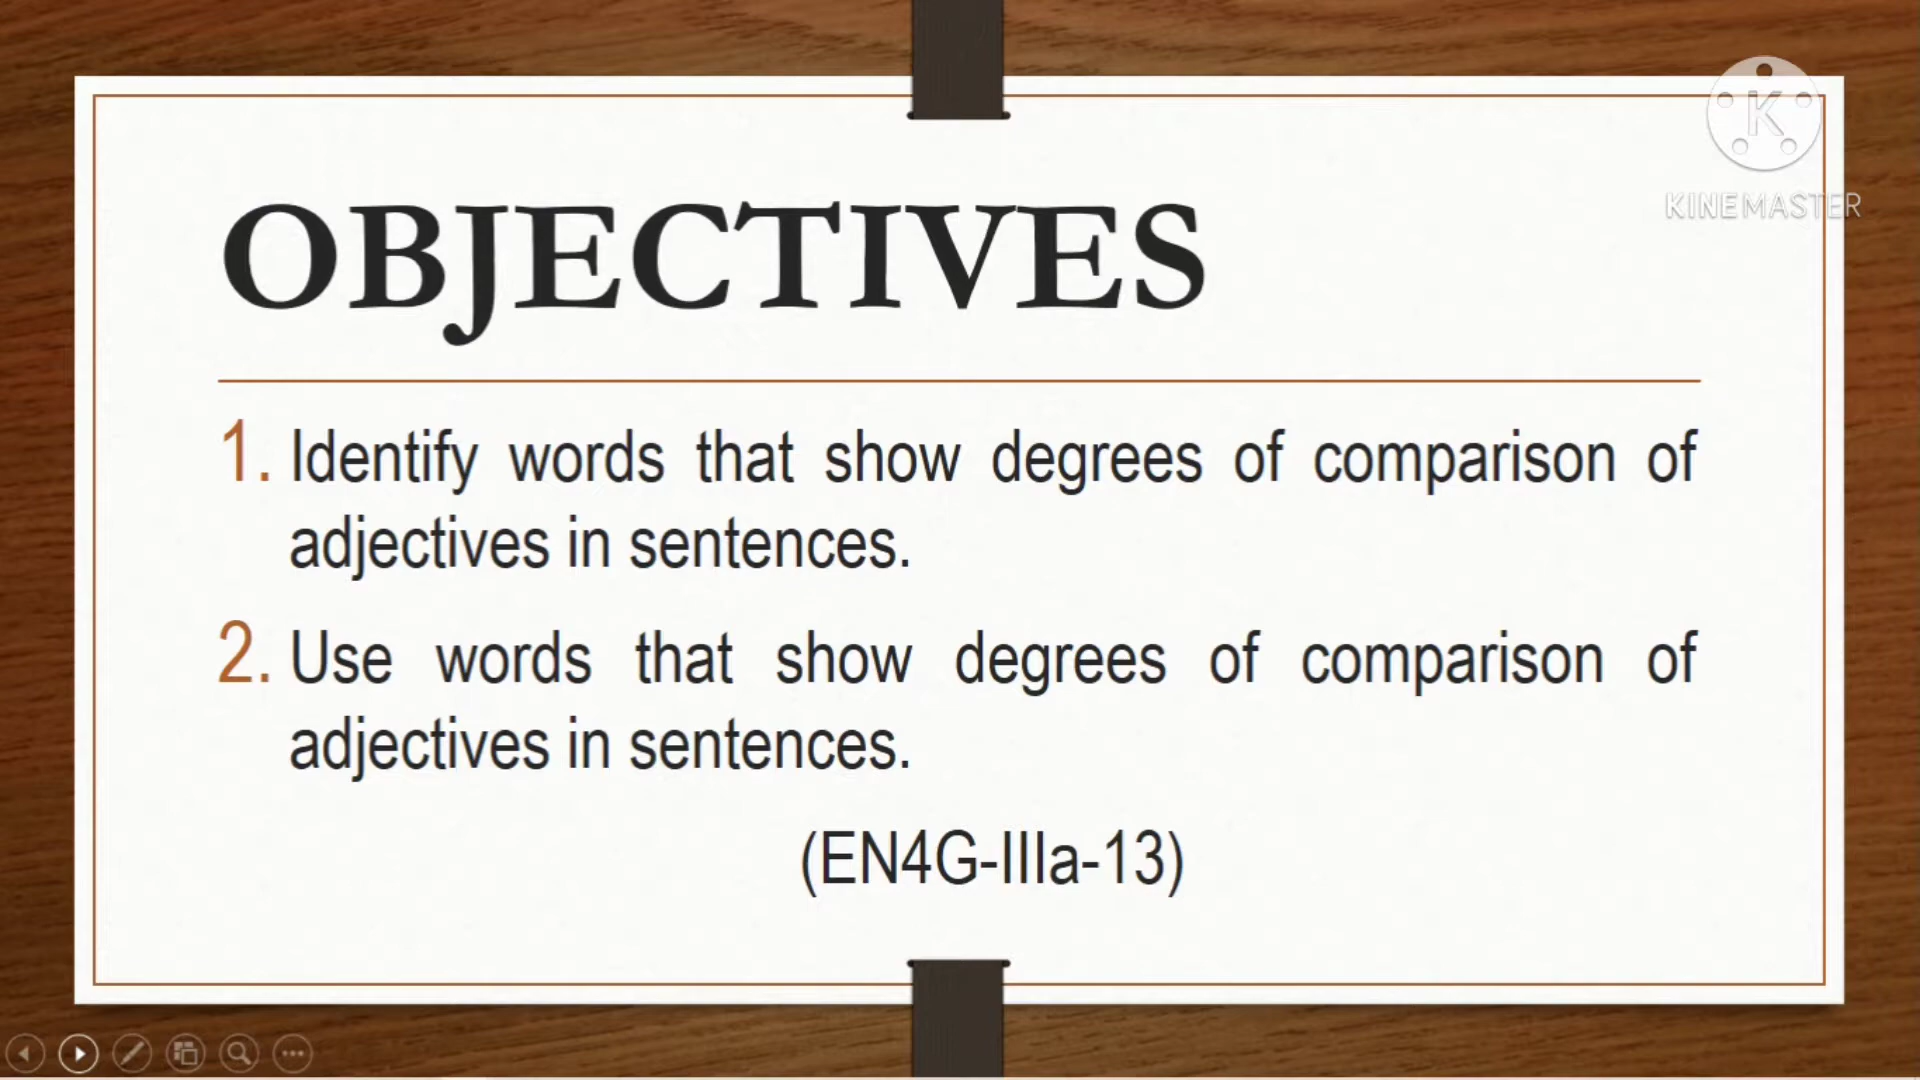 K
KINEMASTER
OBJECTIVES
1. Identify words that show degrees of comparison of
adjectives in sentences.
2. Use words that show degrees of comparison of
adjectives in sentences.
(EN4G-IIIa-13)